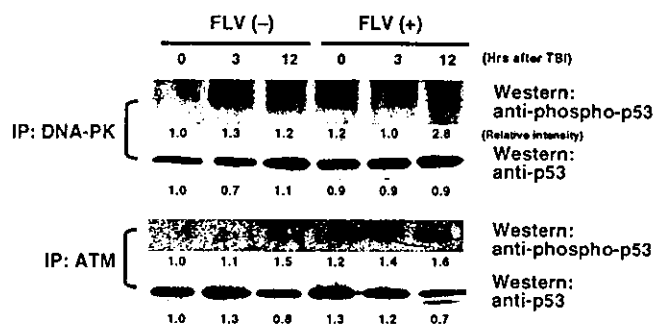 FLV (–) FLV (+)
0 3 12 0 3 12 (Hrs after TBI)
Western:
anti-phospho-p53
IP: DNA-PK
1.0 1.3 1.2 1.2 1.0 2.8 (Relative intensity)
Western:
anti-p53
1.0 0.7 1.1 0.9 0.9 0.9
Western:
anti-phospho-p53
IP: ATM
1.0 1.1 1.5 1.2 1.4 1.6
Western:
anti-p53
1.0 1.3 0.8 1.3 1.2 0.7